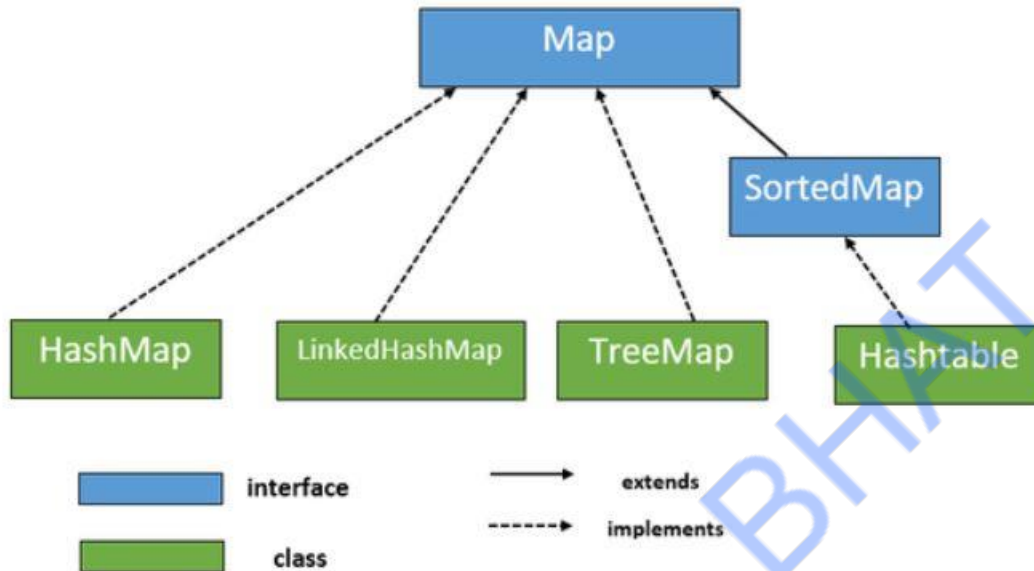 Map
SortedMap
HashMap
LinkedHashMap
TreeMap
Hashtable
interface
extends
implements
class
BHAT